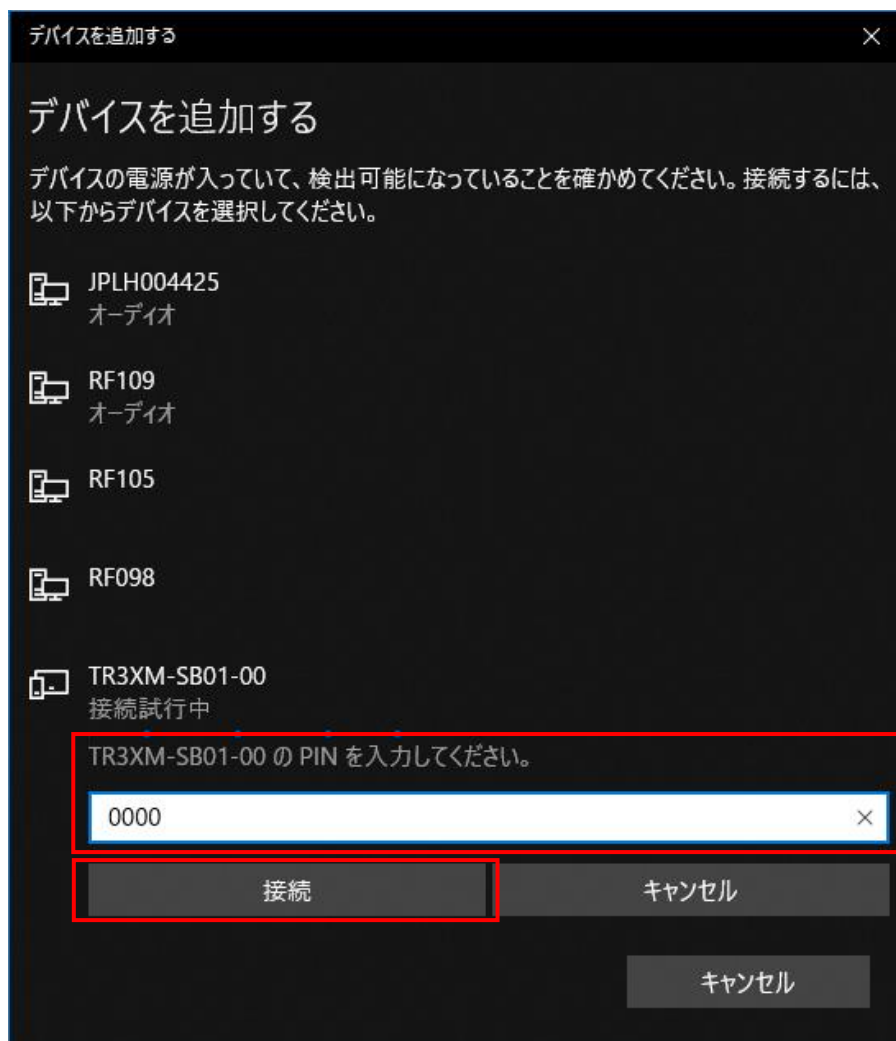 デバイスを追加する
デバイスを追加する
デバイスの電源が入っていて、検出可能になっていることを確かめてください。接続するには、
以下からデバイスを選択してください。
JPLH004425
オーディオ
RF109
オーディオ
RF105
RF098
TR3XM-SB01-00
接続試行中
TR3XM-SB01-00 の PIN を入力してください。
0000
接続
キャンセル
キャンセル